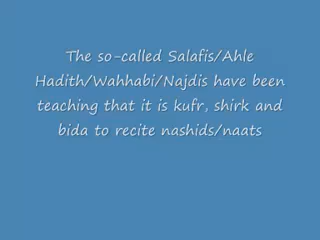 The so-called Salafis/Ahle
Hadith/Wahhabi/Najdis have been
teaching that it is kufr, shirk and
bida to recite nashids/naats